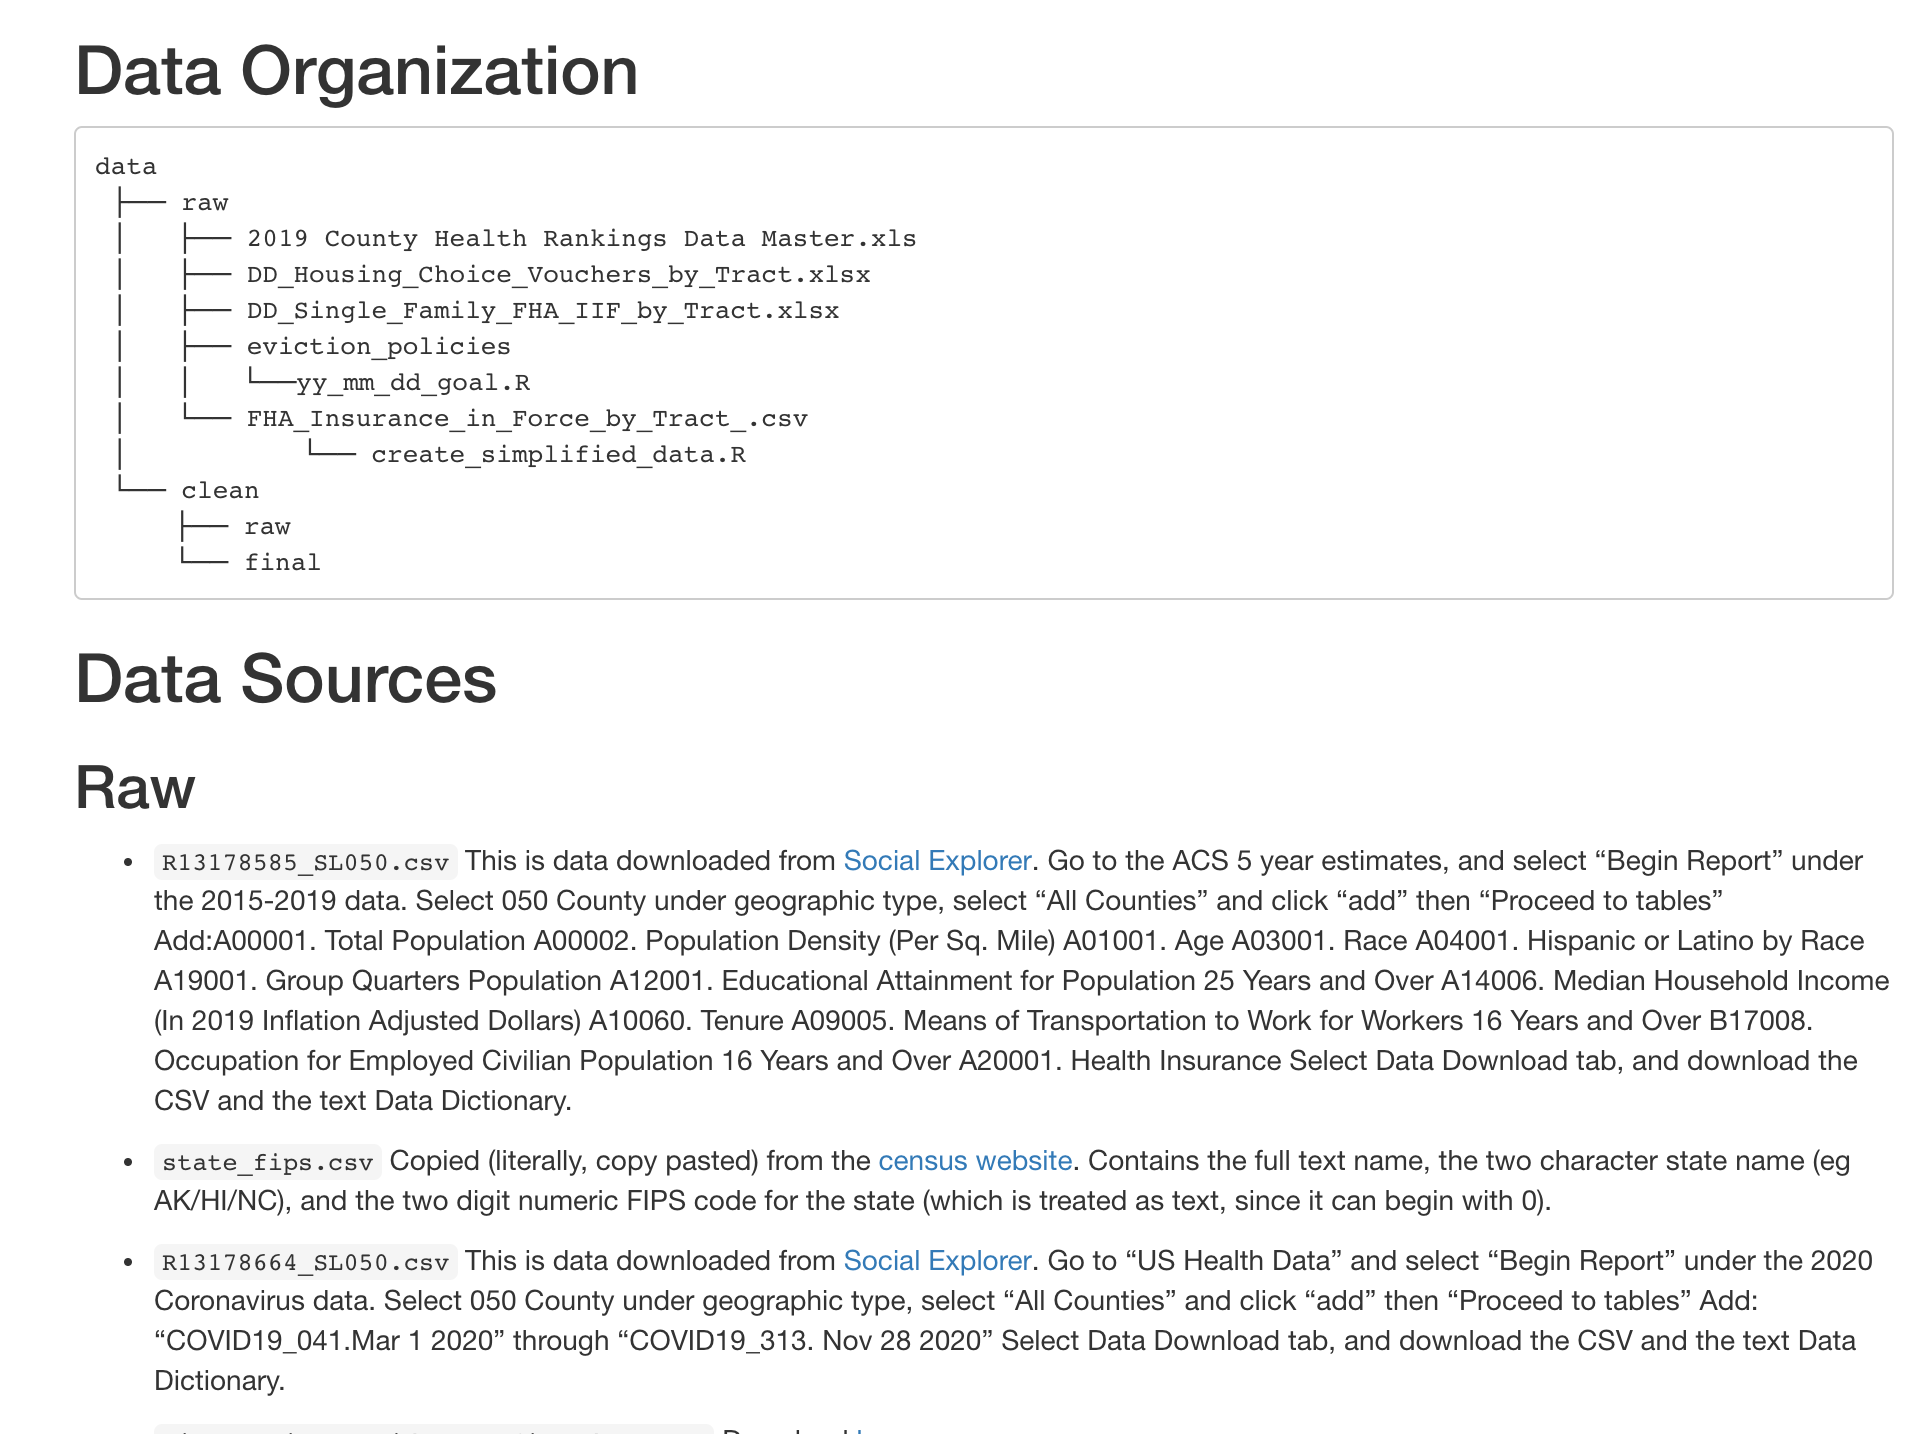 Data Organization
data
├── raw
│   ├── 2019 County Health Rankings Data Master.xls
│   ├── DD_Housing_Choice_Vouchers_by_Tract.xlsx
│   ├── DD_Single_Family_FHA_IIF_by_Tract.xlsx
│   ├── eviction_policies
│   │   └──yy_mm_dd_goal.R
│   └── FHA_Insurance_in_Force_by_Tract_.csv
│           └── create_simplified_data.R
└── clean
    ├── raw
    └── final
Data Sources
Raw
• R13178585_SL050.csv This is data downloaded from Social Explorer. Go to the ACS 5 year estimates, and select “Begin Report” under
the 2015-2019 data. Select 050 County under geographic type, select “All Counties” and click “add” then “Proceed to tables”
Add:A00001. Total Population A00002. Population Density (Per Sq. Mile) A01001. Age A03001. Race A04001. Hispanic or Latino by Race
A19001. Group Quarters Population A12001. Educational Attainment for Population 25 Years and Over A14006. Median Household Income
(In 2019 Inflation Adjusted Dollars) A10060. Tenure A09005. Means of Transportation to Work for Workers 16 Years and Over B17008.
Occupation for Employed Civilian Population 16 Years and Over A20001. Health Insurance Select Data Download tab, and download the
CSV and the text Data Dictionary.
• state_fips.csv Copied (literally, copy pasted) from the census website. Contains the full text name, the two character state name (eg
AK/HI/NC), and the two digit numeric FIPS code for the state (which is treated as text, since it can begin with 0).
• R13178664_SL050.csv This is data downloaded from Social Explorer. Go to “US Health Data” and select “Begin Report” under the 2020
Coronavirus data. Select 050 County under geographic type, select “All Counties” and click “add” then “Proceed to tables” Add:
“COVID19_041.Mar 1 2020” through “COVID19_313. Nov 28 2020” Select Data Download tab, and download the CSV and the text Data
Dictionary.